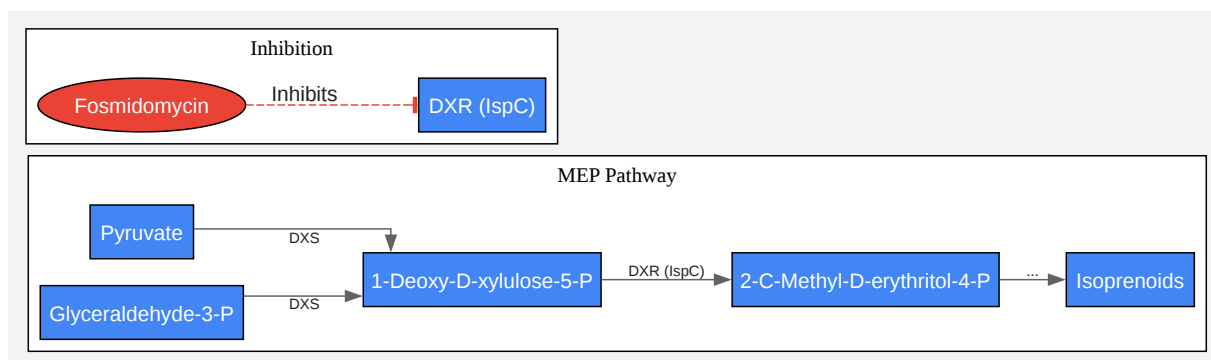 Inhibition
Fosmidomycin
Inhibits
DXR (IspC)
MEP Pathway
Pyruvate
DXS
Glyceraldehyde-3-P
DXS
1-Deoxy-D-xylulose-5-P
DXR (IspC)
2-C-Methyl-D-erythritol-4-P
...
Isoprenoids